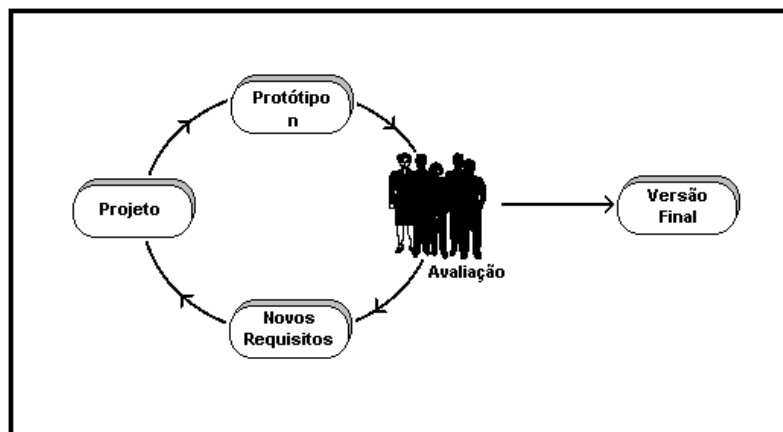 Protótipo
n
Projeto
Versão
Final
Avaliação
Novos
Requisitos